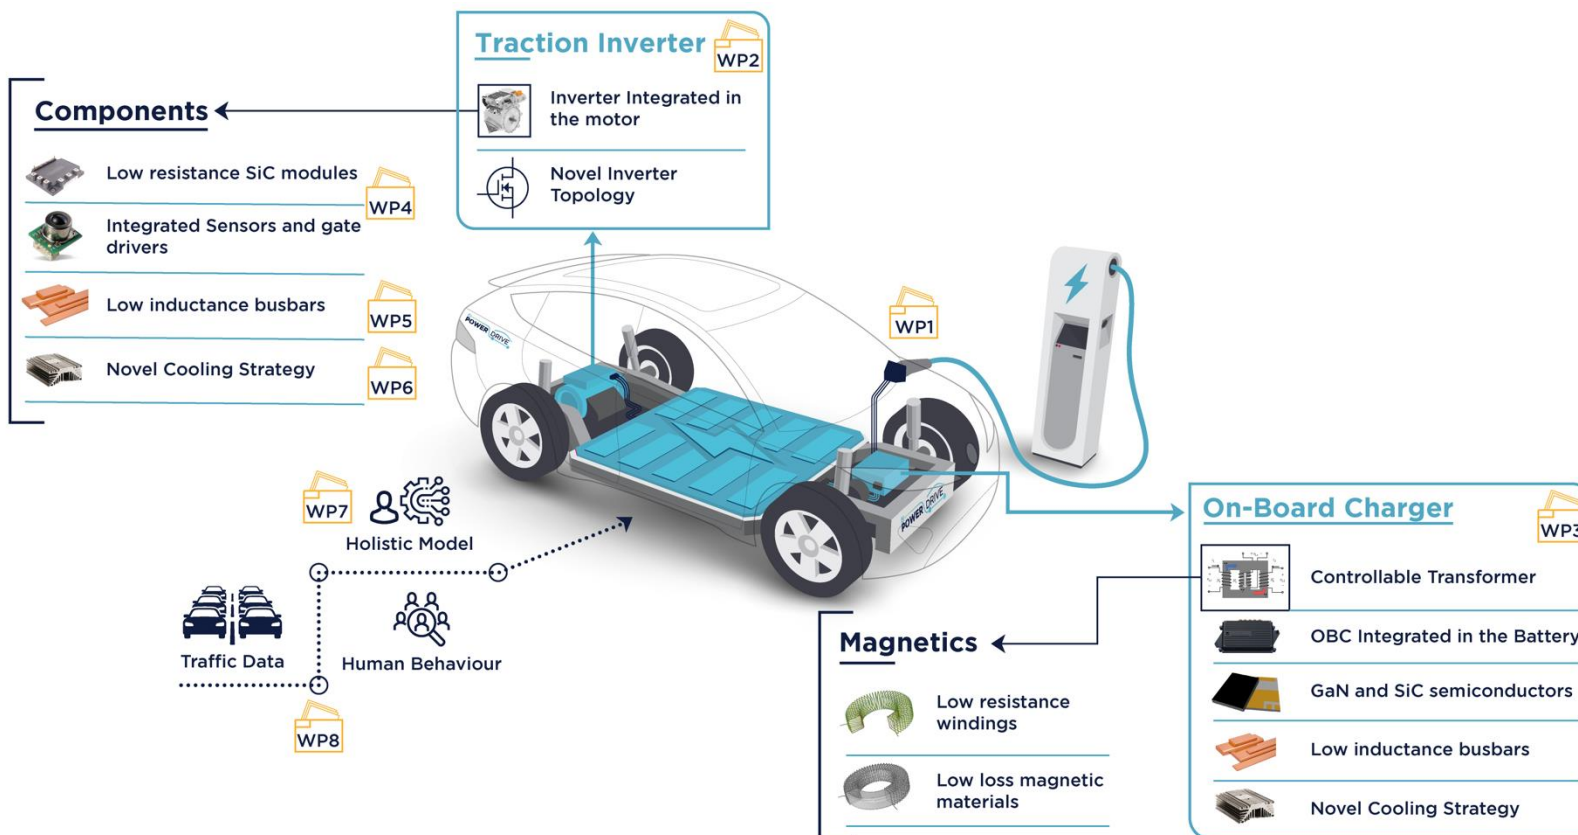 Traction Inverter
WP2
Inverter Integrated in
the motor
Novel Inverter
Topology
Components
Low resistance SiC modules
WP4
Integrated Sensors and gate
drivers
Low inductance busbars
WP5
Novel Cooling Strategy
WP6
POWER DRIVE
WP1
WP7
Holistic Model
Traffic Data
Human Behaviour
WP8
POWER DRIVE
On-Board Charger
WP3
Controllable Transformer
OBC Integrated in the Battery
GaN and SiC semiconductors
Low inductance busbars
Novel Cooling Strategy
Magnetics
Low resistance
windings
Low loss magnetic
materials